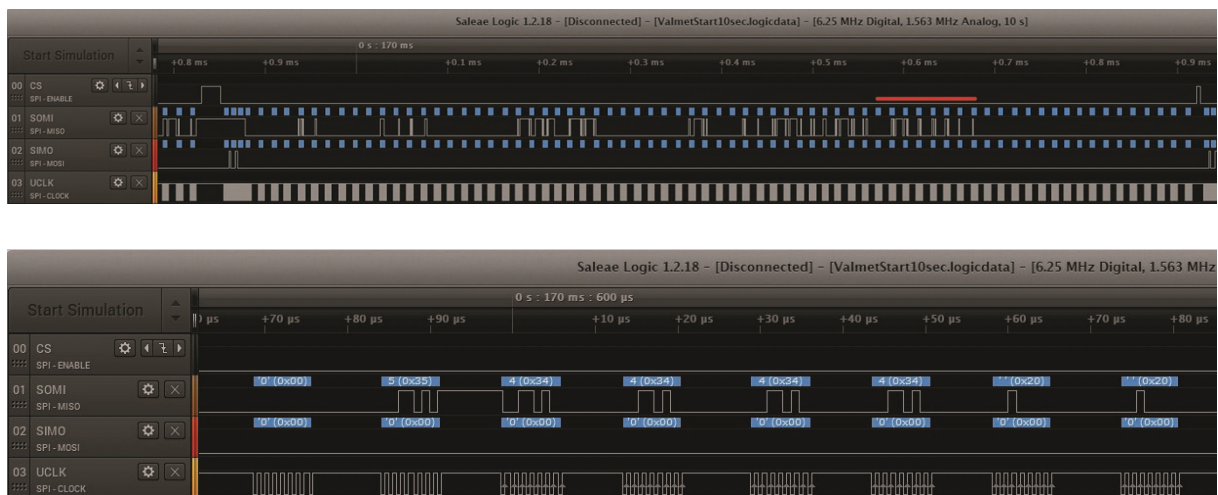 Saleae Logic 1.2.18 - [Disconnected] - [ValmetStart10sec.logicdata] - [6.25 MHz Digital, 1.563 MHz Analog, 10 s]
Start Simulation
0 s : 170 ms
+0.8 ms +0.9 ms +0.1 ms +0.2 ms +0.3 ms +0.4 ms +0.5 ms +0.6 ms +0.7 ms +0.8 ms +0.9 ms
00 CS
SPI - ENABLE
01 SOMI
SPI - MISO
02 SIMO
SPI - MOSI
03 UCLK
SPI - CLOCK
Saleae Logic 1.2.18 - [Disconnected] - [ValmetStart10sec.logicdata] - [6.25 MHz Digital, 1.563 MHz
Start Simulation
0 s : 170 ms : 600 µs
µs +70 µs +80 µs +90 µs +10 µs +20 µs +30 µs +40 µs +50 µs +60 µs +70 µs +80 µs
00 CS
SPI - ENABLE
'0' (0x00) 5 (0x35) 4 (0x34) 4 (0x34) 4 (0x34) 4 (0x34) ' ' (0x20) ' ' (0x20)
01 SOMI
SPI - MISO
'0' (0x00) '0' (0x00) '0' (0x00) '0' (0x00) '0' (0x00) '0' (0x00) '0' (0x00) '0' (0x00)
02 SIMO
SPI - MOSI
03 UCLK
SPI - CLOCK